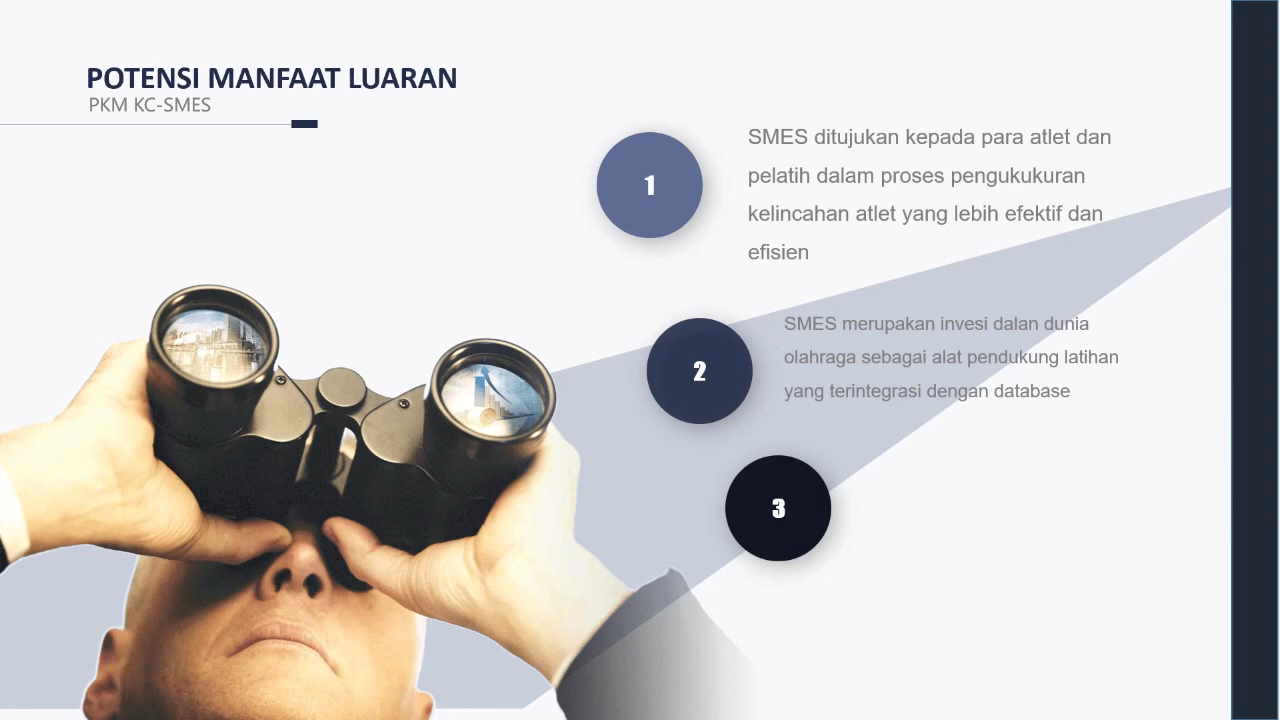 POTENSI MANFAAT LUARAN
PKM KC-SMES
1
SMES ditujukan kepada para atlet dan
pelatih dalam proses pengukukuran
kelincahan atlet yang lebih efektif dan
efisien
2
SMES merupakan invesi dalan dunia
olahraga sebagai alat pendukung latihan
yang terintegrasi dengan database
3